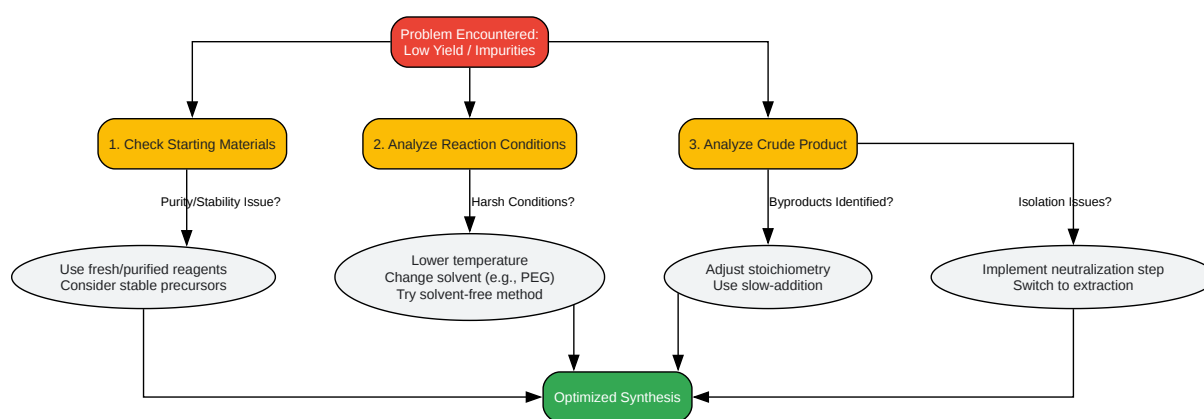 Problem Encountered:
Low Yield / Impurities
1. Check Starting Materials
2. Analyze Reaction Conditions
3. Analyze Crude Product
Purity/Stability Issue?
Harsh Conditions?
Byproducts Identified?
Isolation Issues?
Use fresh/purified reagents
Consider stable precursors
Lower temperature
Change solvent (e.g., PEG)
Try solvent-free method
Adjust stoichiometry
Use slow-addition
Implement neutralization step
Switch to extraction
Optimized Synthesis